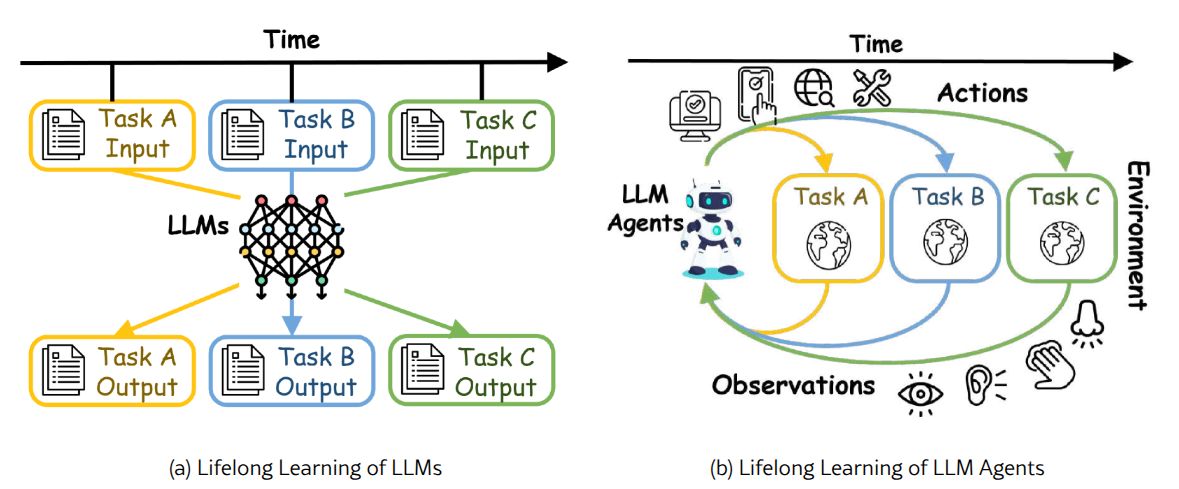 Time
Task A
Input
Task B
Input
Task C
Input
LLMs
Task A
Output
Task B
Output
Task C
Output
(a) Lifelong Learning of LLMs
Time
Actions
LLM
Agents
Task A
Task B
Task C
Environment
Observations
(b) Lifelong Learning of LLM Agents